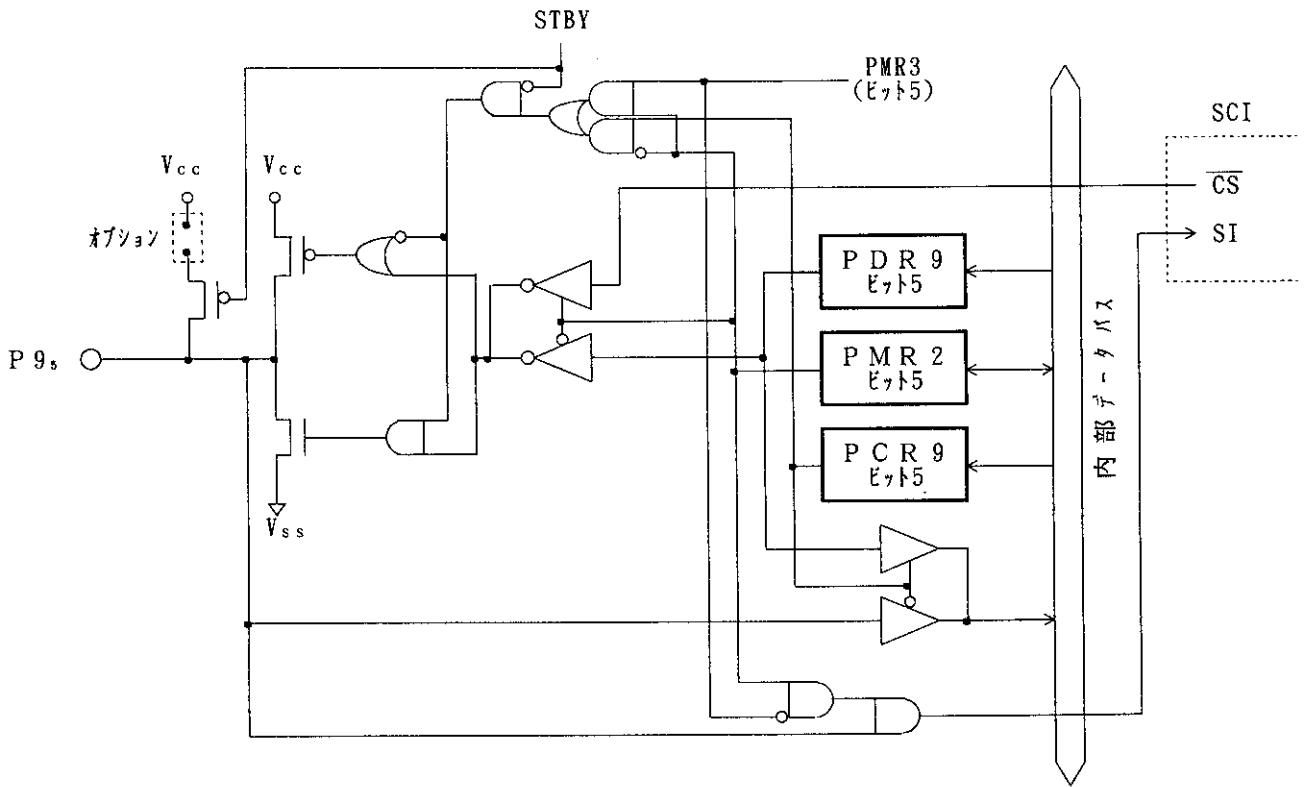 STBY
PMR3
(ビット5)
SCI
Vcc
Vcc
CS
オプション
SI
PDR9
ビット5
P9₅
PMR2
ビット5
内部データバス
PCR9
ビット5
Vss